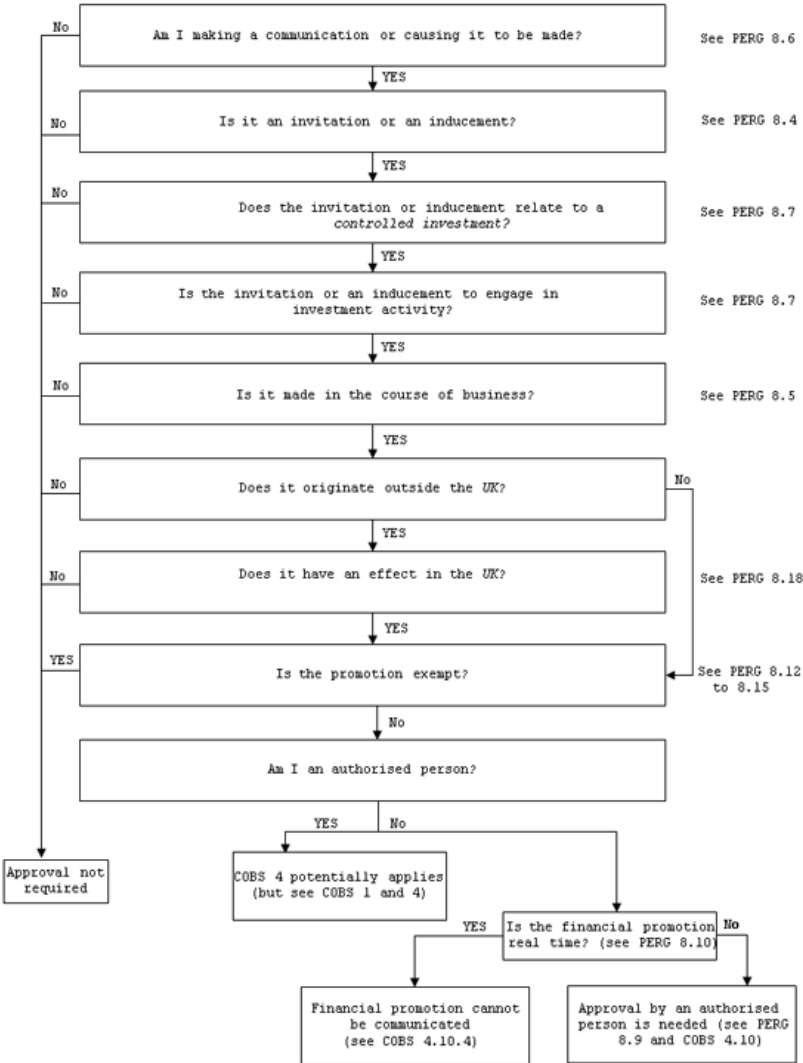 No
Am I making a communication or causing it to be made?
See PERG 8.6
YES
No
Is it an invitation or an inducement?
See PERG 8.4
YES
No
Does the invitation or inducement relate to a
controlled investment?
See PERG 8.7
YES
No
Is the invitation or an inducement to engage in
investment activity?
See PERG 8.7
YES
No
Is it made in the course of business?
See PERG 8.5
YES
No
Does it originate outside the UK?
No
YES
No
Does it have an effect in the UK?
See PERG 8.18
YES
YES
Is the promotion exempt?
See PERG 8.12
to 8.15
No
Am I an authorised person?
YES
No
Approval not
required
COBS 4 potentially applies
(but see COBS 1 and 4)
YES
Is the financial promotion
real time? (see PERG 8.10)
No
Financial promotion cannot
be communicated
(see COBS 4.10.4)
Approval by an authorised
person is needed (see PERG
8.9 and COBS 4.10)